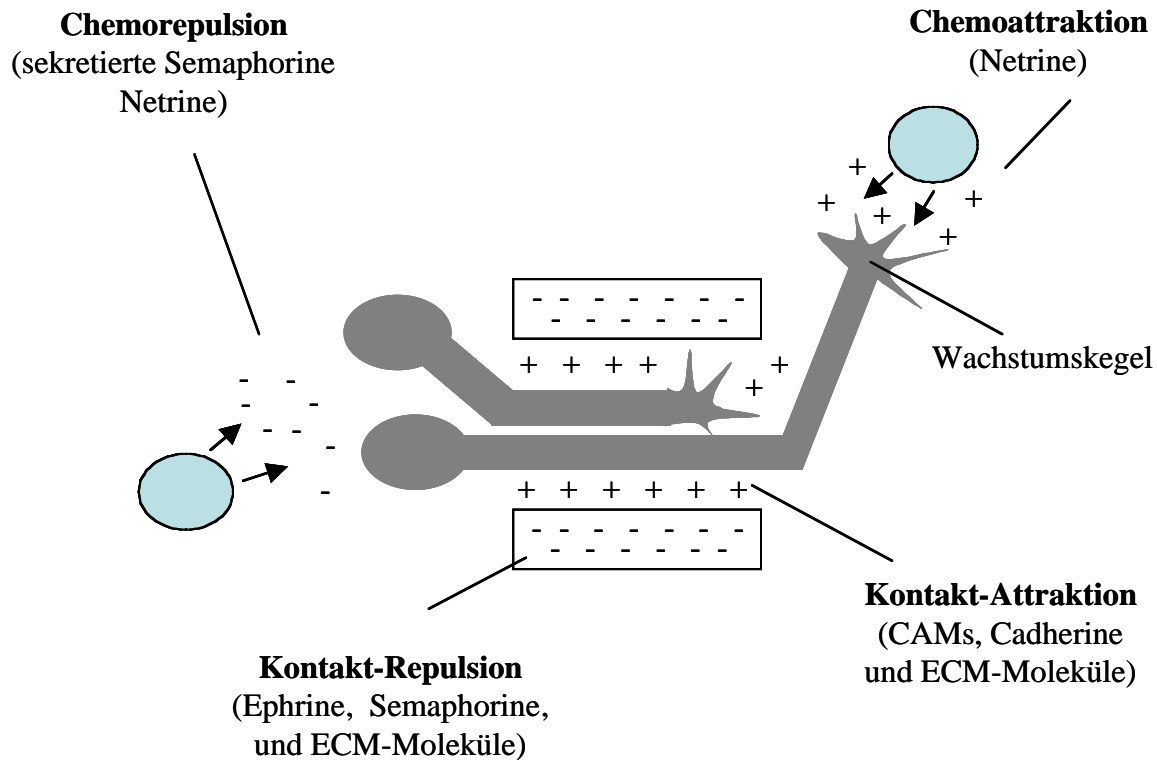 Chemorepulsion
(sekretierte Semaphorine
Netrine)
Chemoattraktion
(Netrine)
+
+ + +
+
- - - - - - -
- - - - - -
Wachstumskegel
+ + + + +
+
- -
- -
- - -
-
+ + + + + +
- - - - - - -
- - - - - -
Kontakt-Attraktion
(CAMs, Cadherine
und ECM-Moleküle)
Kontakt-Repulsion
(Ephrine, Semaphorine,
und ECM-Moleküle)